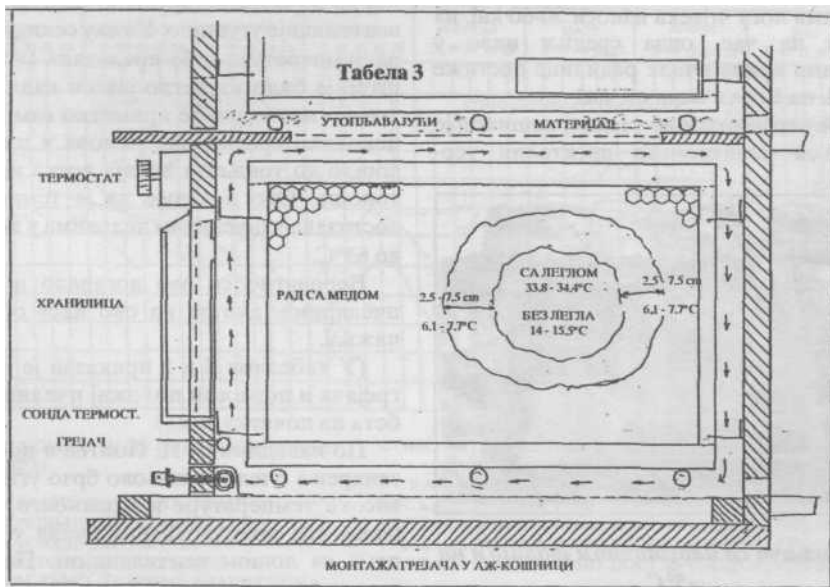 Табела 3
УТОПЉАВАЈУЋИ МАТЕРИЈАЛ
ТЕРМОСТАТ
ХРАНИЛИЦА
РАД СА МЕДОМ
СА ЛЕГЛОМ
33,8 - 34,4°C
2,5 - 7,5 cm
2,5 - 7,5 cm
6,1 - 7,7°C
6,1 - 7,7°C
БЕЗ ЛЕГЛА
14 - 15,5°C
СОНДА ТЕРМОСТ.
ГРЕЈАЧ
МОНТАЖА ГРЕЈАЧА У АЖ-КОШНИЦИ